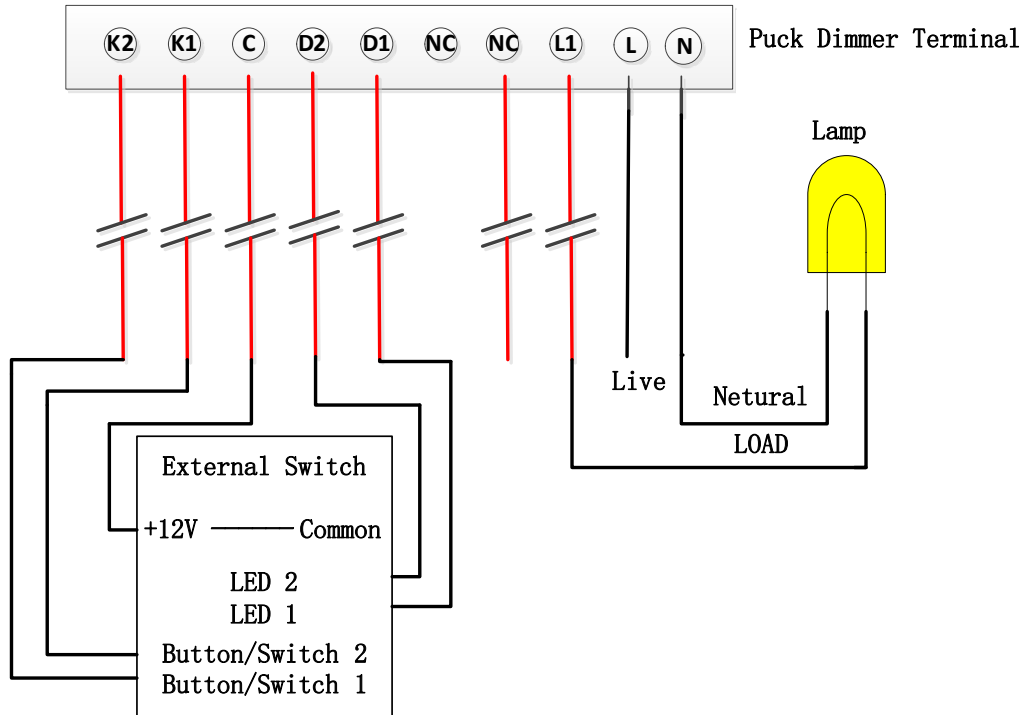 K2 K1 C D2 D1 NC NC L1 L N
Puck Dimmer Terminal
Lamp
Live
Netural
LOAD
External Switch
+12V Common
LED 2
LED 1
Button/Switch 2
Button/Switch 1